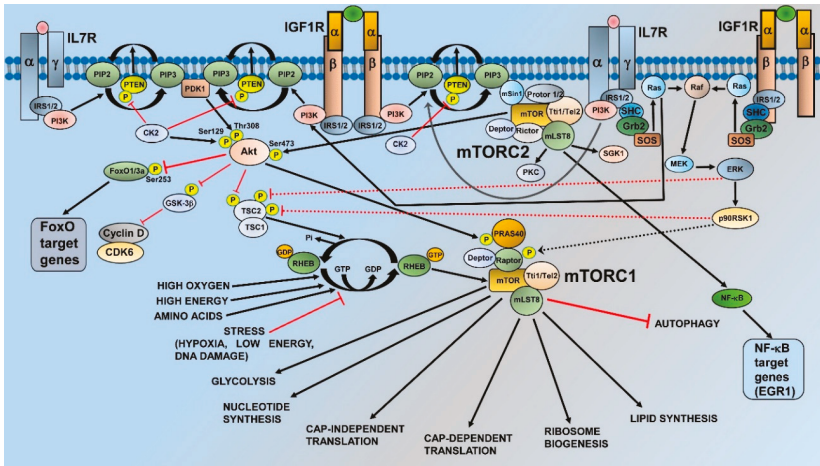 IL7R
IGF1R
IL7R
IGF1R
α
γ
α
α
β
β
α
γ
α
α
β
β
PIP2
PTEN
P
PIP3
PDK1
PIP3
PTEN
P
PIP2
PIP2
PTEN
P
PIP3
IRS1/2
PI3K
PI3K
IRS1/2
IRS1/2
PI3K
CK2
CK2
mSin1
Protor 1/2
mTOR
Tti1/Tel2
Deptor
Rictor
mLST8
mTORC2
PKC
SGK1
PI3K
IRS1/2
SHC
Grb2
SOS
Ras
Raf
Ras
IRS1/2
SHC
Grb2
SOS
MEK
ERK
p90RSK1
Ser129
Thr308
P
P
Akt
P
Ser473
FoxO1/3a
P
Ser253
GSK-3β
P
P
P
P
TSC2
TSC1
FoxO
target
genes
Cyclin D
CDK6
Pi
GDP
RHEB
GTP
GDP
RHEB
GTP
P
PRAS40
Deptor
Raptor
P
mTOR
Tti1/Tel2
mLST8
mTORC1
HIGH OXYGEN
HIGH ENERGY
AMINO ACIDS
STRESS
(HYPOXIA, LOW ENERGY,
DNA DAMAGE)
GLYCOLYSIS
NUCLEOTIDE
SYNTHESIS
CAP-INDEPENDENT
TRANSLATION
CAP-DEPENDENT
TRANSLATION
RIBOSOME
BIOGENESIS
LIPID SYNTHESIS
AUTOPHAGY
NF-κB
NF-κB
target
genes
(EGR1)